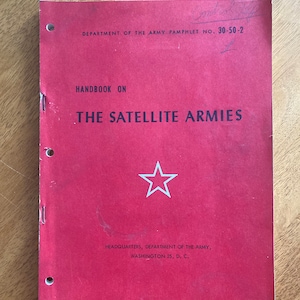 DEPARTMENT OF THE ARMY PAMPHLET NO. 30-50-2
HANDBOOK ON
THE SATELLITE ARMIES
HEADQUARTERS, DEPARTMENT OF THE ARMY
WASHINGTON 25, D. C.